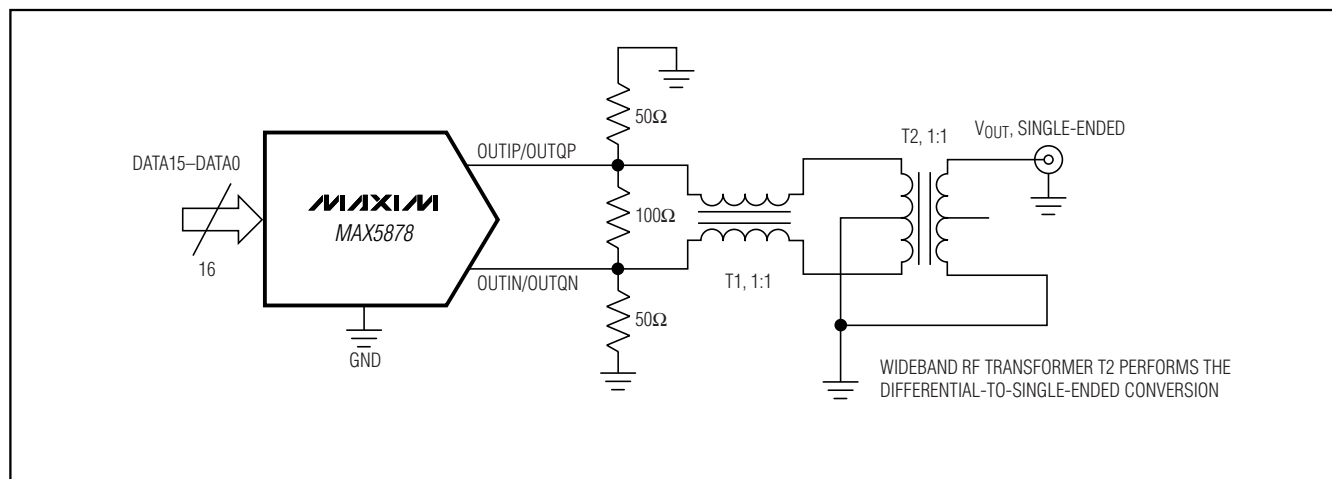 50Ω
T2, 1:1
V_OUT, SINGLE-ENDED
DATA15–DATA0
OUTIP/OUTQP
MAXIM
MAX5878
100Ω
16
OUTIN/OUTQN
T1, 1:1
50Ω
GND
WIDEBAND RF TRANSFORMER T2 PERFORMS THE
DIFFERENTIAL-TO-SINGLE-ENDED CONVERSION